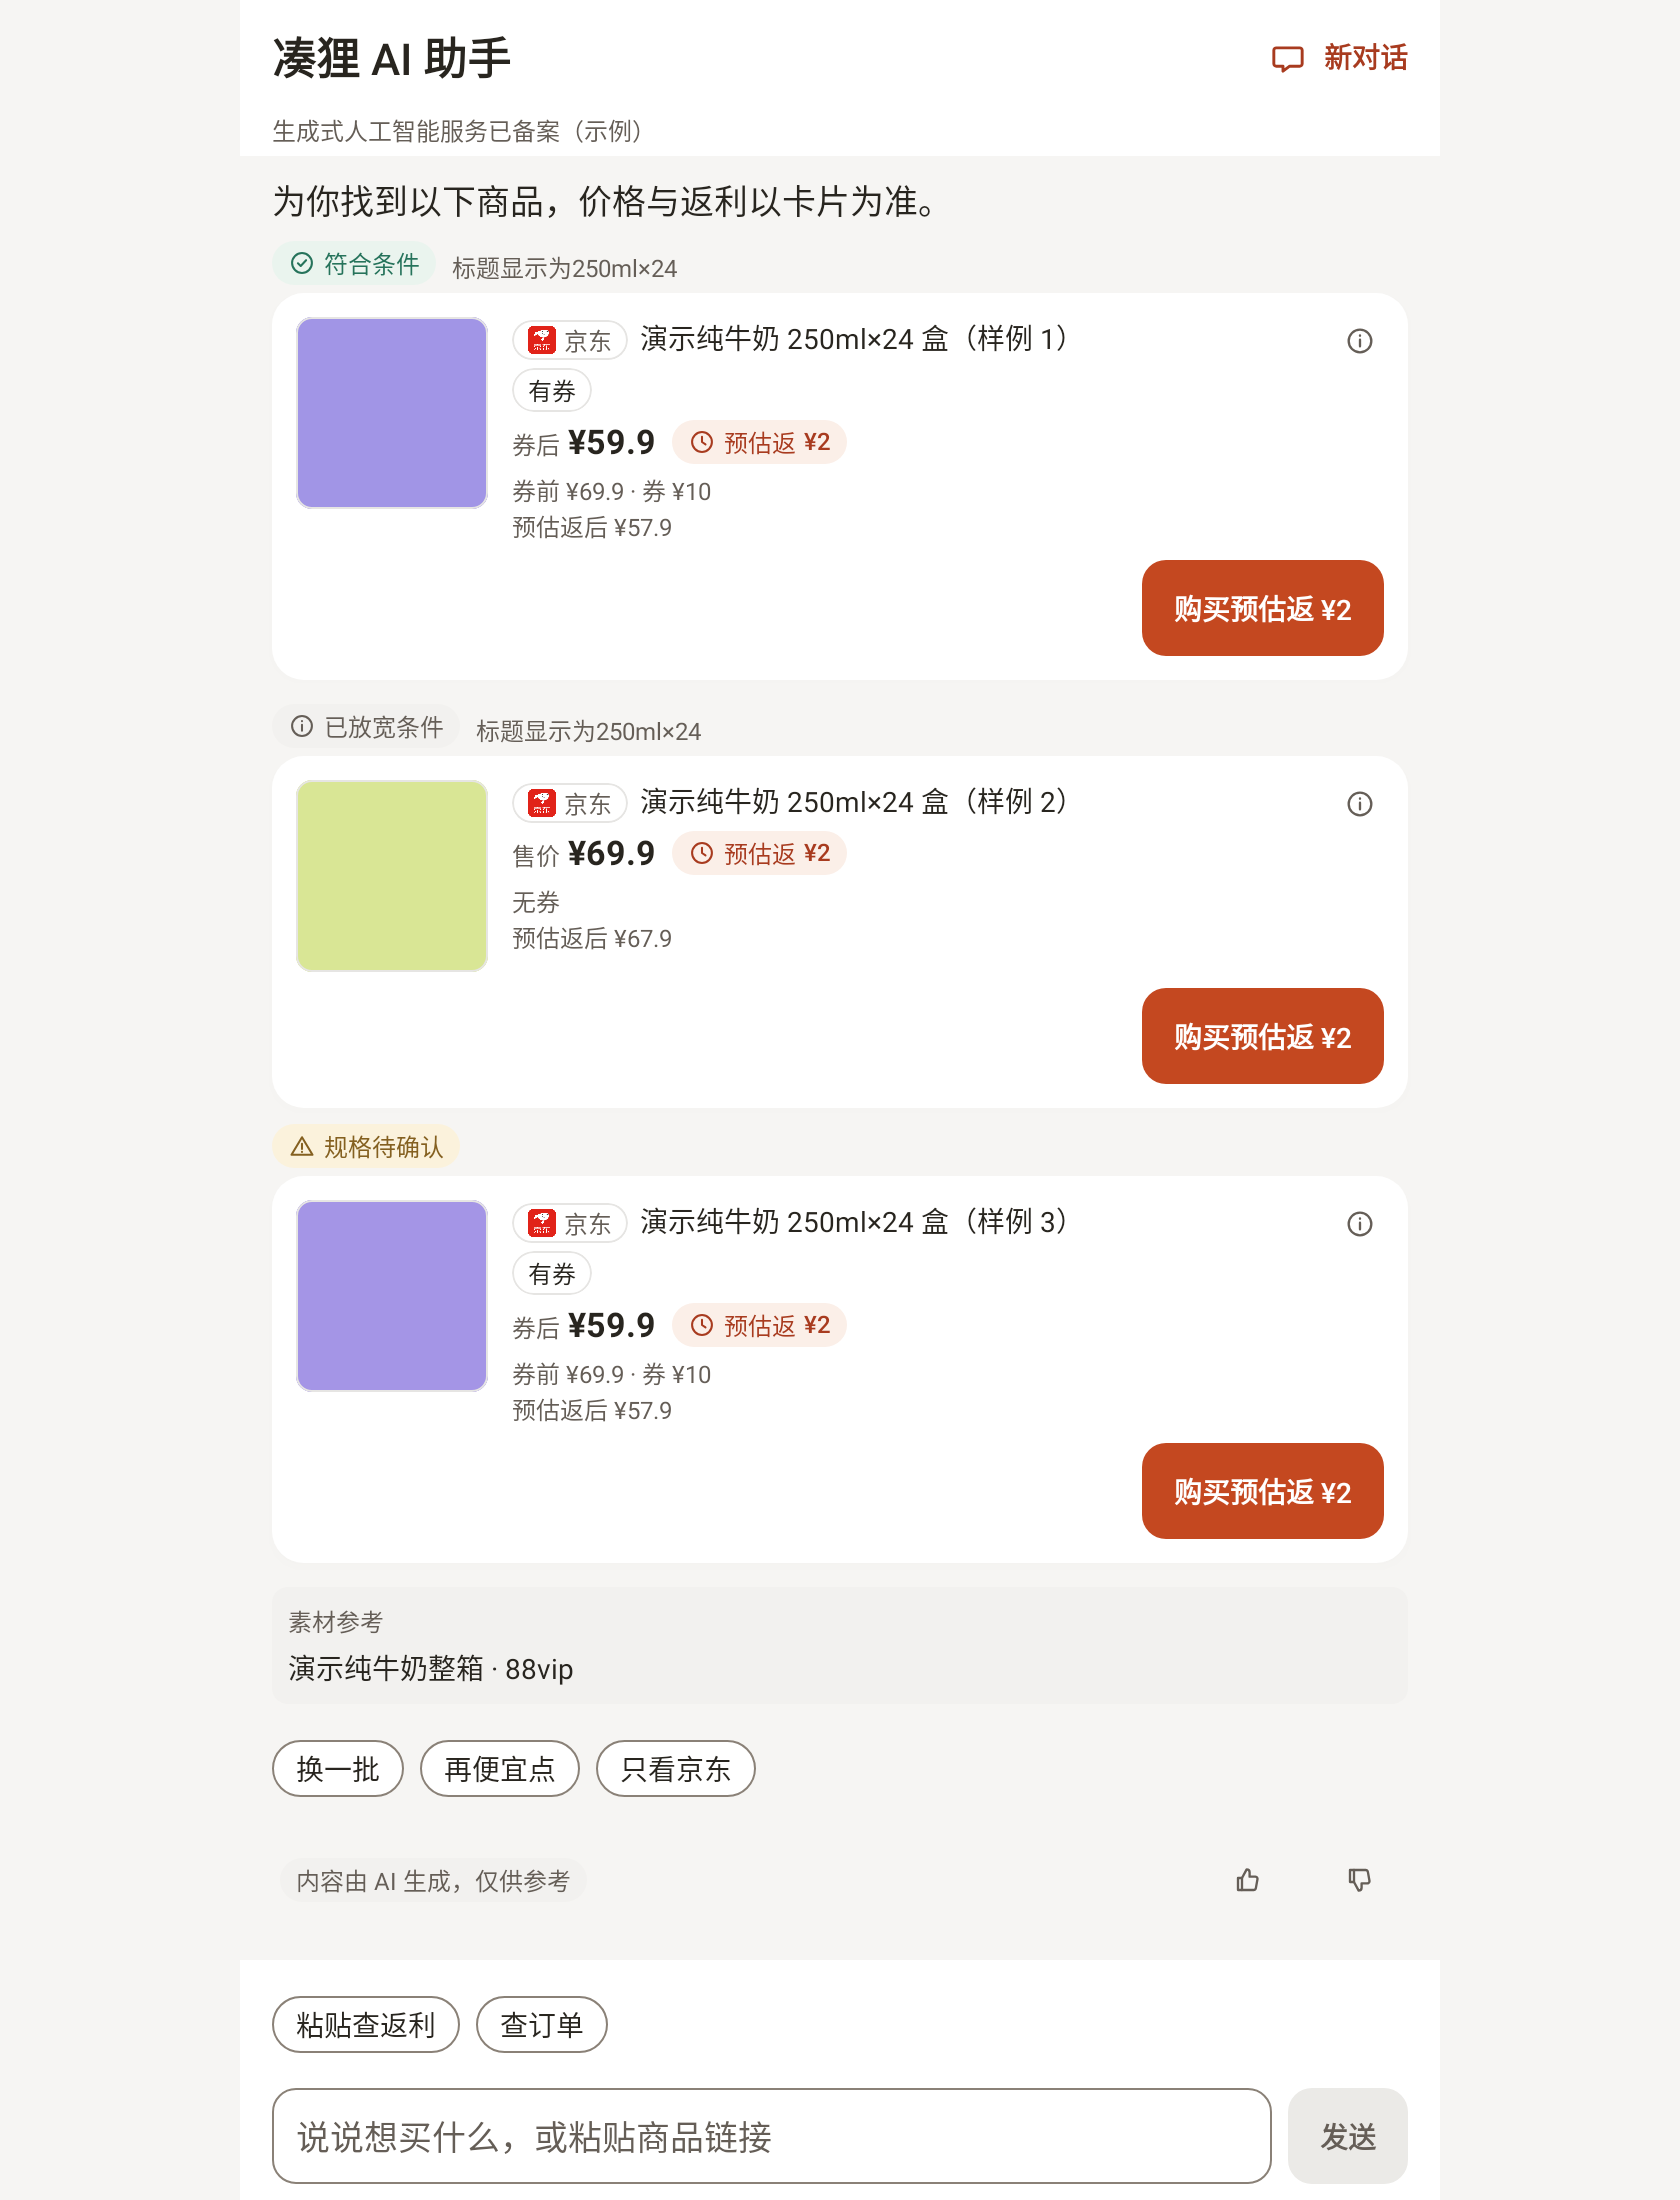 凑狸 AI 助手
新对话
生成式人工智能服务已备案（示例）
为你找到以下商品，价格与返利以卡片为准。
符合条件 标题显示为250ml×24
京东 京东 演示纯牛奶 250ml×24 盒（样例 1）
有券
券后 ¥59.9 预估返 ¥2
券前 ¥69.9 · 券 ¥10
预估返后 ¥57.9
购买预估返 ¥2
已放宽条件 标题显示为250ml×24
京东 京东 演示纯牛奶 250ml×24 盒（样例 2）
售价 ¥69.9 预估返 ¥2
无券
预估返后 ¥67.9
购买预估返 ¥2
规格待确认
京东 京东 演示纯牛奶 250ml×24 盒（样例 3）
有券
券后 ¥59.9 预估返 ¥2
券前 ¥69.9 · 券 ¥10
预估返后 ¥57.9
购买预估返 ¥2
素材参考
演示纯牛奶整箱 · 88vip
换一批 再便宜点 只看京东
内容由 AI 生成，仅供参考
粘贴查返利 查订单
说说想买什么，或粘贴商品链接
发送